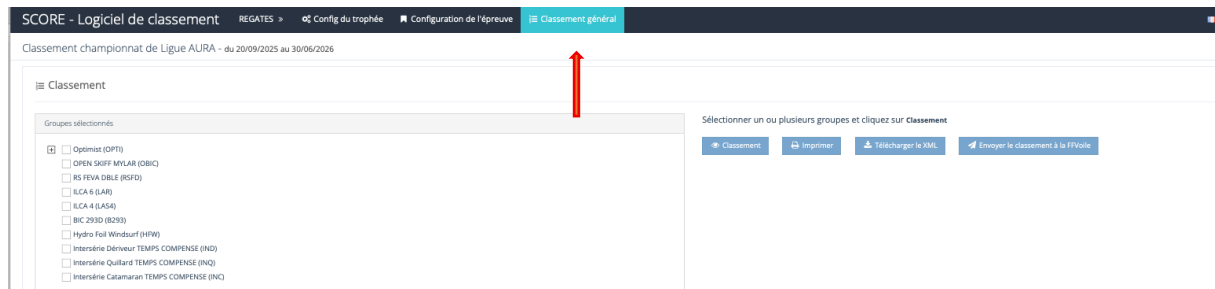 SCORE - Logiciel de classement REGATES » Config du trophée Configuration de l'épreuve Classement général
Classement championnat de Ligue AURA - du 20/09/2025 au 30/06/2026
Classement
Groupes sélectionnés
Sélectionner un ou plusieurs groupes et cliquez sur Classement
Classement Imprimer Télécharger le XML Envoyer le classement à la FFVoile
Optimist (OPTI)
OPEN SKIFF MYLAR (OBIC)
RS FEVA DBLE (RSFD)
ILCA 6 (LAR)
ILCA 4 (LAS4)
BIC 293D (B293)
Hydro Foil Windsurf (HFW)
Intersérie Dériveur TEMPS COMPENSE (IND)
Intersérie Quillard TEMPS COMPENSE (INQ)
Intersérie Catamaran TEMPS COMPENSE (INC)